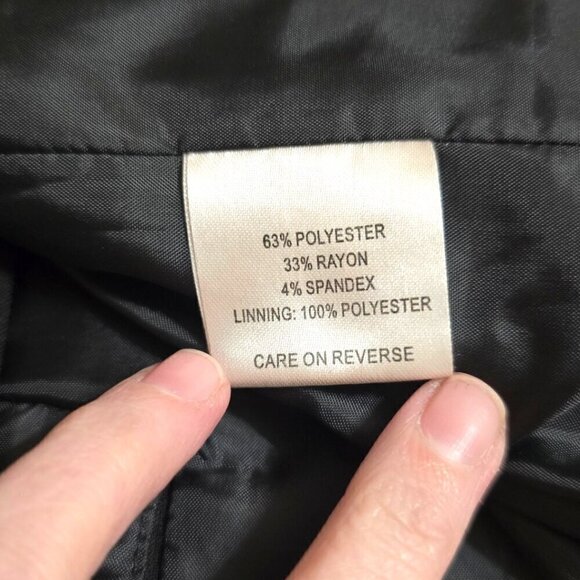 63% POLYESTER
33% RAYON
4% SPANDEX
LINNING: 100% POLYESTER
CARE ON REVERSE